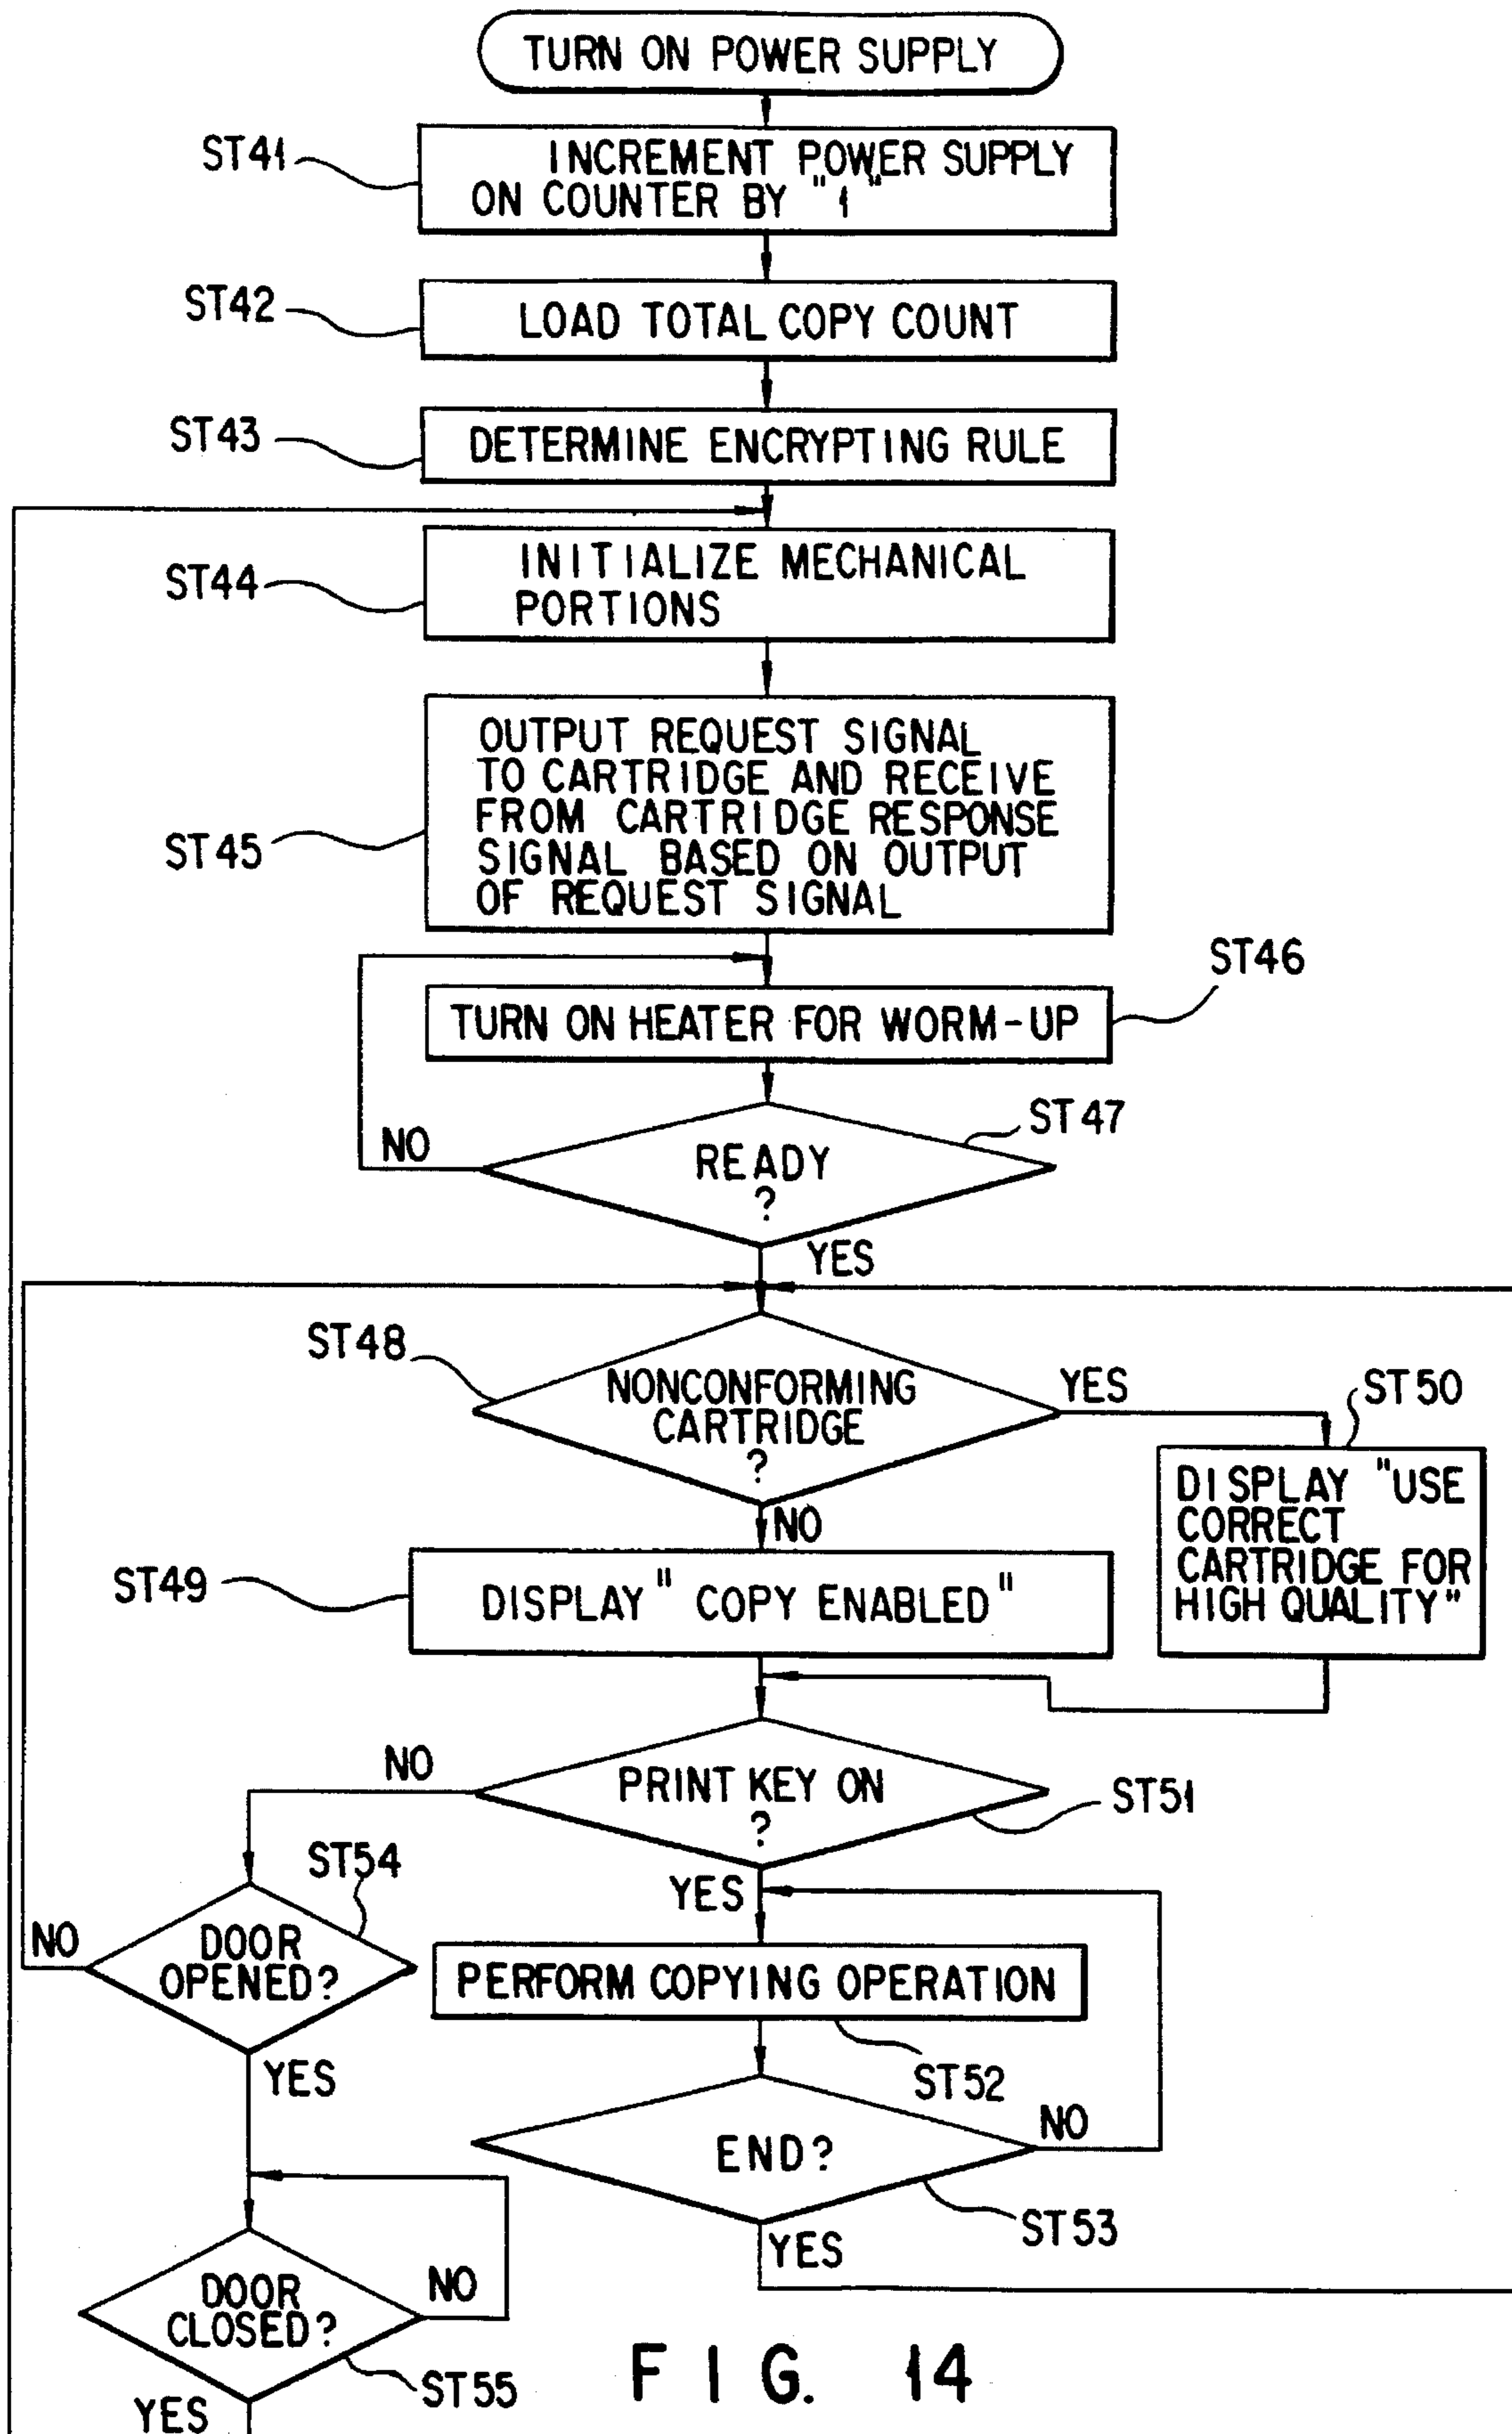 TURN ON POWER SUPPLY
ST41
INCREMENT POWER SUPPLY
ON COUNTER BY "1"
ST42
LOAD TOTAL COPY COUNT
ST43
DETERMINE ENCRYPTING RULE
ST44
INITIALIZE MECHANICAL
PORTIONS
ST45
OUTPUT REQUEST SIGNAL
TO CARTRIDGE AND RECEIVE
FROM CARTRIDGE RESPONSE
SIGNAL BASED ON OUTPUT
OF REQUEST SIGNAL
ST46
TURN ON HEATER FOR WORM-UP
ST47
NO
READY
?
YES
ST48
NONCONFORMING
CARTRIDGE
?
YES
ST50
DISPLAY "USE
CORRECT
CARTRIDGE FOR
HIGH QUALITY"
NO
ST49
DISPLAY "COPY ENABLED"
NO
PRINT KEY ON
?
ST51
ST54
YES
NO
DOOR
OPENED?
PERFORM COPYING OPERATION
YES
ST52
END?
NO
ST53
YES
DOOR
CLOSED?
NO
ST55
YES
FIG. 14